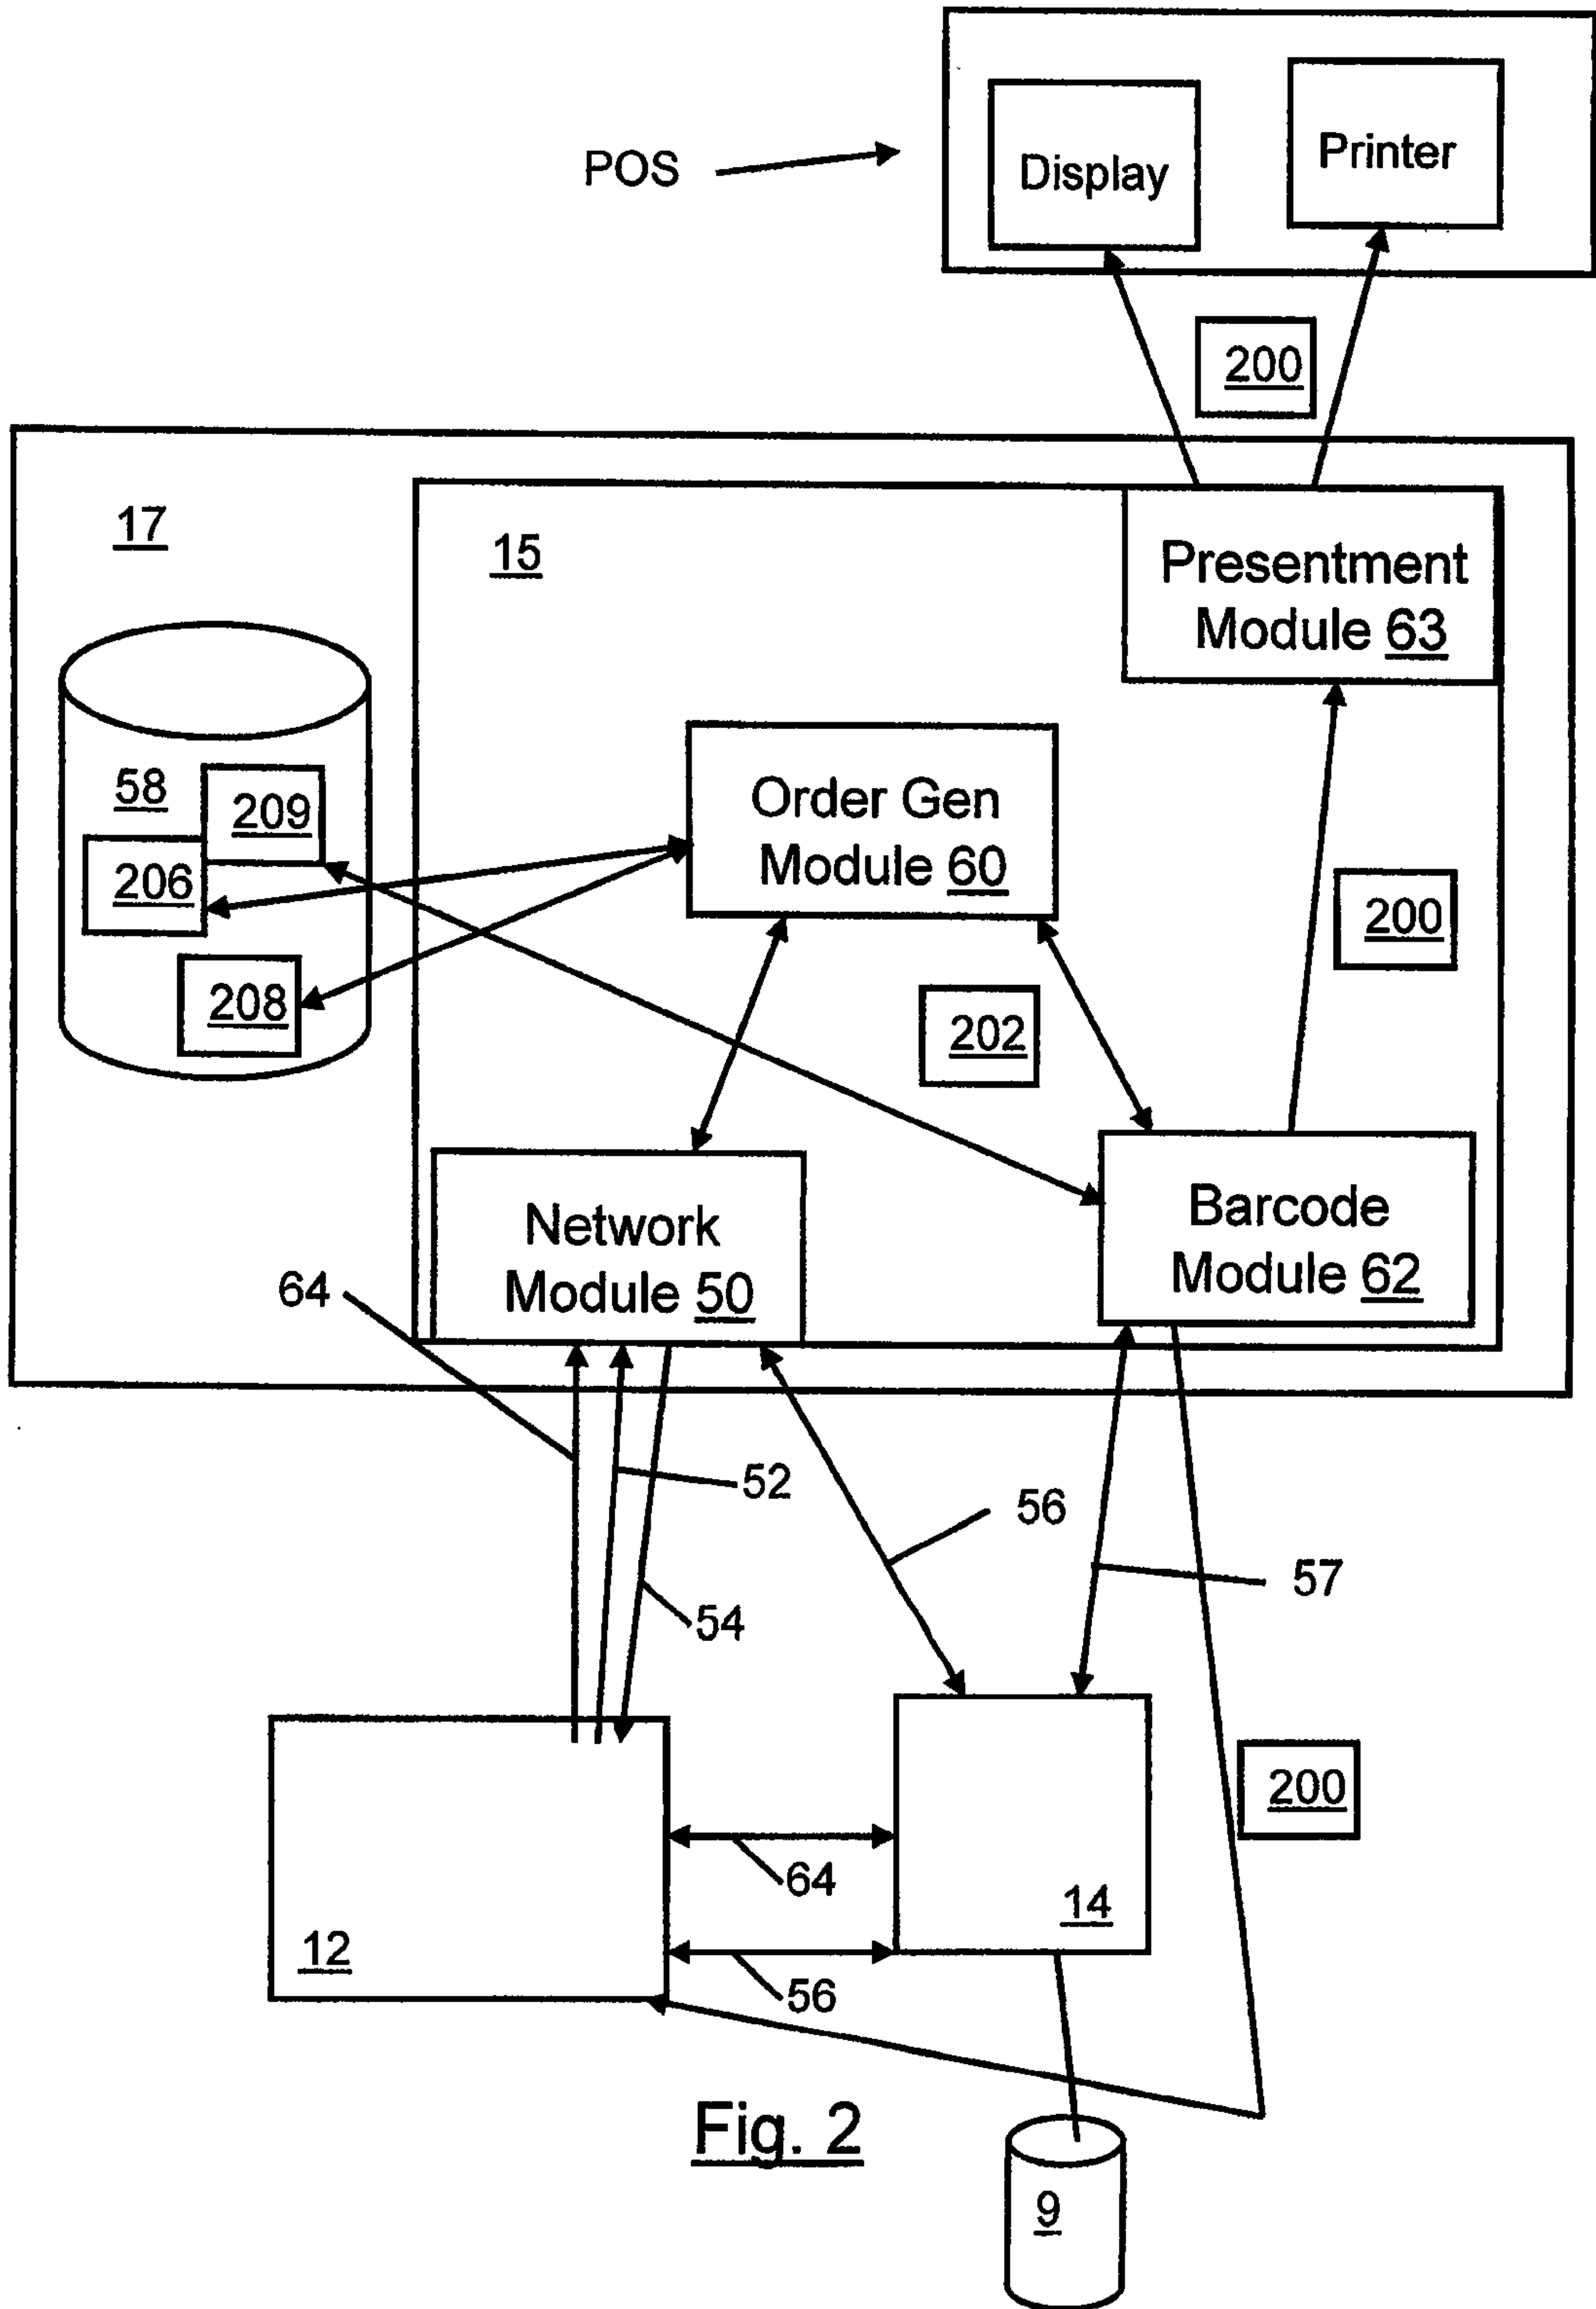 POS
Display
Printer
200
17
15
Presentment
Module 63
58
209
206
208
Order Gen
Module 60
200
202
Network
Module 50
Barcode
Module 62
64
52
56
57
54
200
64
14
12
56
Fig. 2
9